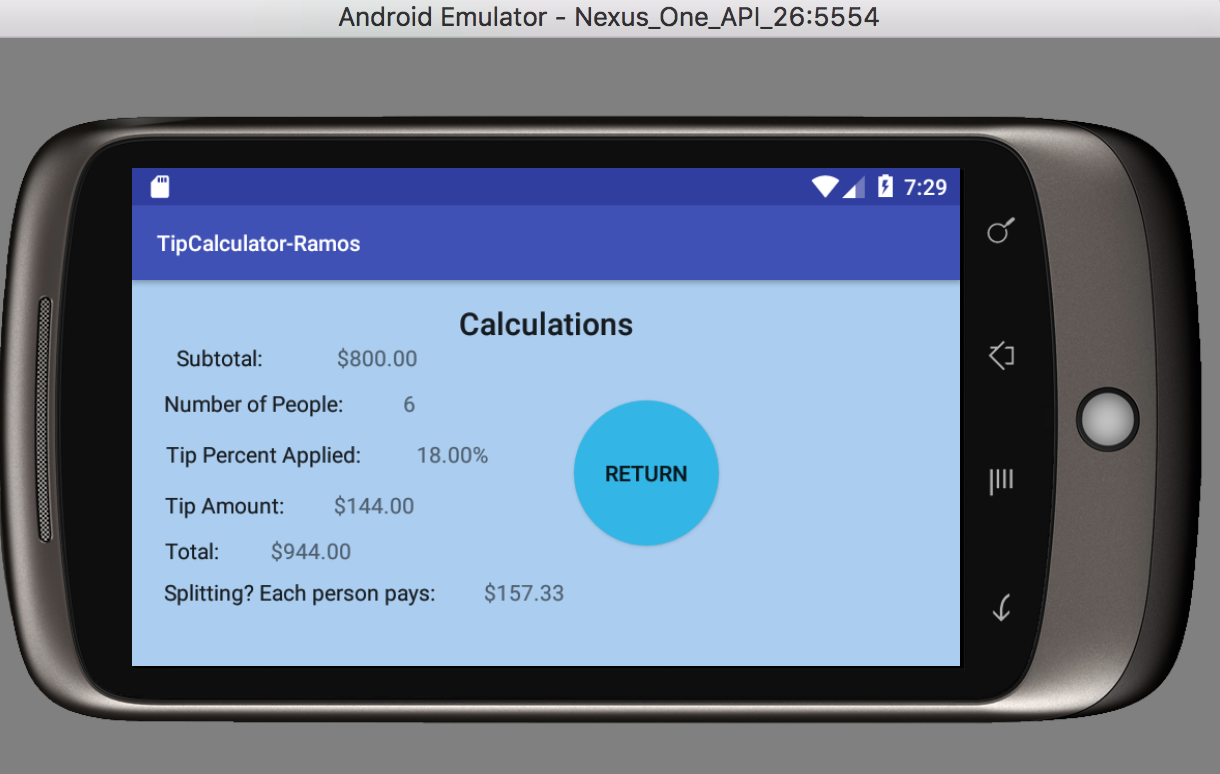 Android Emulator - Nexus_One_API_26:5554
7:29
TipCalculator-Ramos
Calculations
Subtotal: $800.00
Number of People: 6
Tip Percent Applied: 18.00%
RETURN
Tip Amount: $144.00
Total: $944.00
Splitting? Each person pays: $157.33